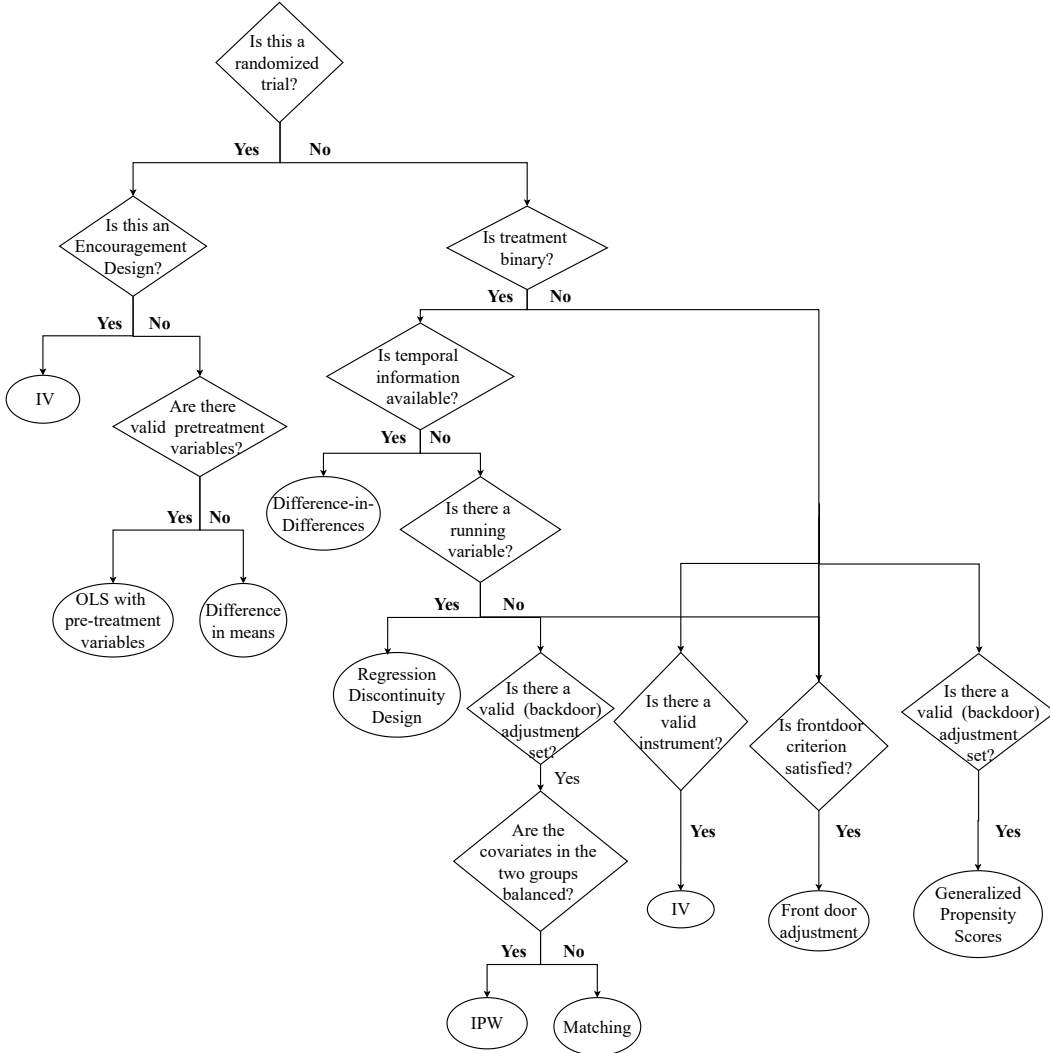 Is this a
randomized
trial?
Yes
No
Is this an
Encouragement
Design?
Is treatment
binary?
Yes
No
Yes
No
Is temporal
information
available?
IV
Are there
valid pretreatment
variables?
Yes
No
Difference-in-
Differences
Is there a
running
variable?
Yes
No
OLS with
pre-treatment
variables
Difference
in means
Yes
No
Regression
Discontinuity
Design
Is there a
valid (backdoor)
adjustment
set?
Is there a
valid
instrument?
Is frontdoor
criterion
satisfied?
Is there a
valid (backdoor)
adjustment
set?
Yes
Are the
covariates in the
two groups
balanced?
Yes
Yes
Yes
IV
Front door
adjustment
Generalized
Propensity
Scores
Yes
No
IPW
Matching